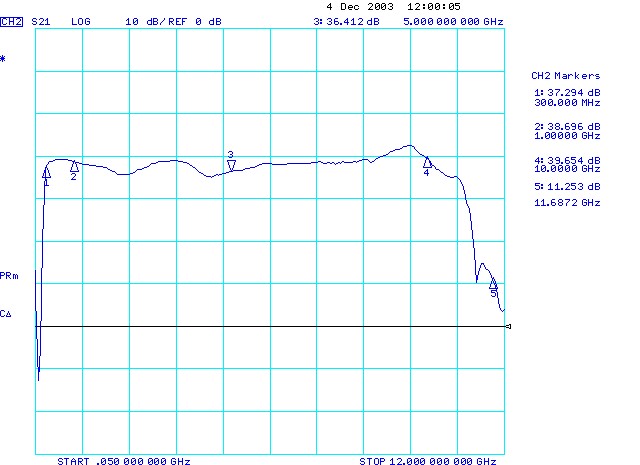 4 Dec 2003 12:00:05
CH2 S21 LOG 10 dB/REF 0 dB 3: 36.412 dB 5.000 000 000 GHz
*
CH2 Markers
1: 37.294 dB
300.000 MHz
2: 38.696 dB
1.00000 GHz
3
1
2
4
4: 39.654 dB
10.0000 GHz
5: 11.253 dB
11.6872 GHz
PRm
5
CΔ
START .050 000 000 GHz STOP 12.000 000 000 GHz